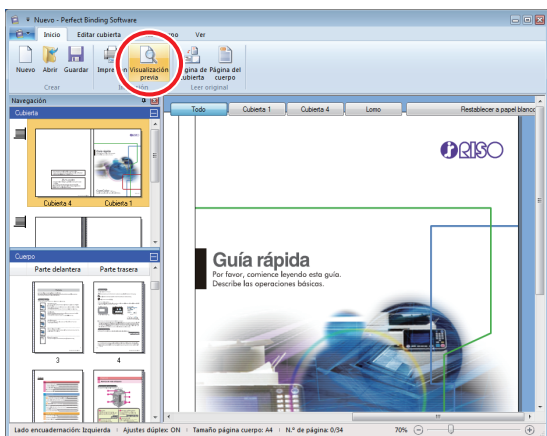 Nuevo - Perfect Binding Software
Inicio Editar cubierta Ver
Nuevo Abrir Guardar Visualización previa Página del cuerpo
Crear Leer original
Navegación
Cubierta
Todo Cubierta 1 Cubierta 4 Lomo Restablecer a papel blanco
RISO
Cubierta 4 Cubierta 1
Cuerpo
Parte delantera Parte trasera
3 4
Guía rápida
Por favor, comience leyendo esta guía.
Describe las operaciones básicas.
Lado encuadernación: Izquierda Ajustes dúplex: ON Tamaño página cuerpo: A4 N.º de página: 0/34 70%